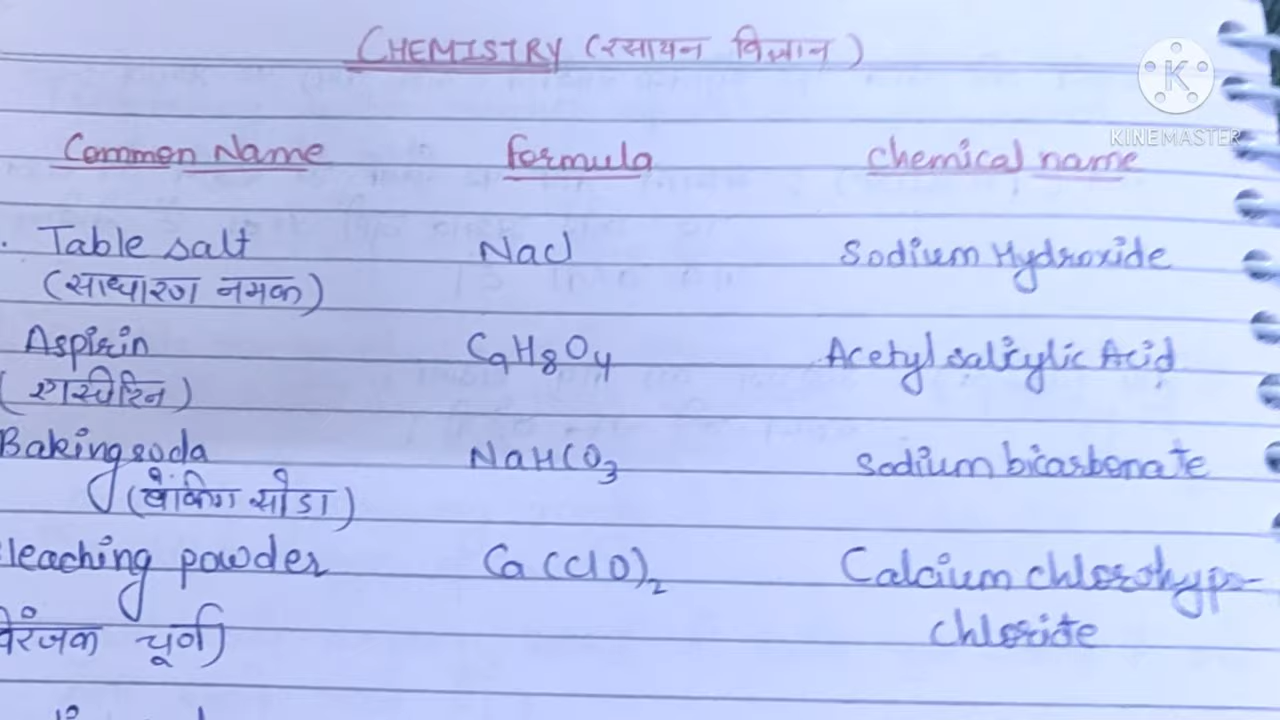 CHEMISTRY (रसायन विज्ञान)
KINEMASTER
Common Name Formula Chemical name
Table salt NaCl Sodium Hydroxide
(साधारण नमक)
Aspirin C9H8O4 Acetyl salicylic Acid
(एास्पीरिन)
Baking soda NaHCO3 Sodium bicarbonate
(बेकिंग सोडा)
leaching powder Ca(ClO)2 Calcium chlorohypo-
chloride
विरंजक चूर्ण)